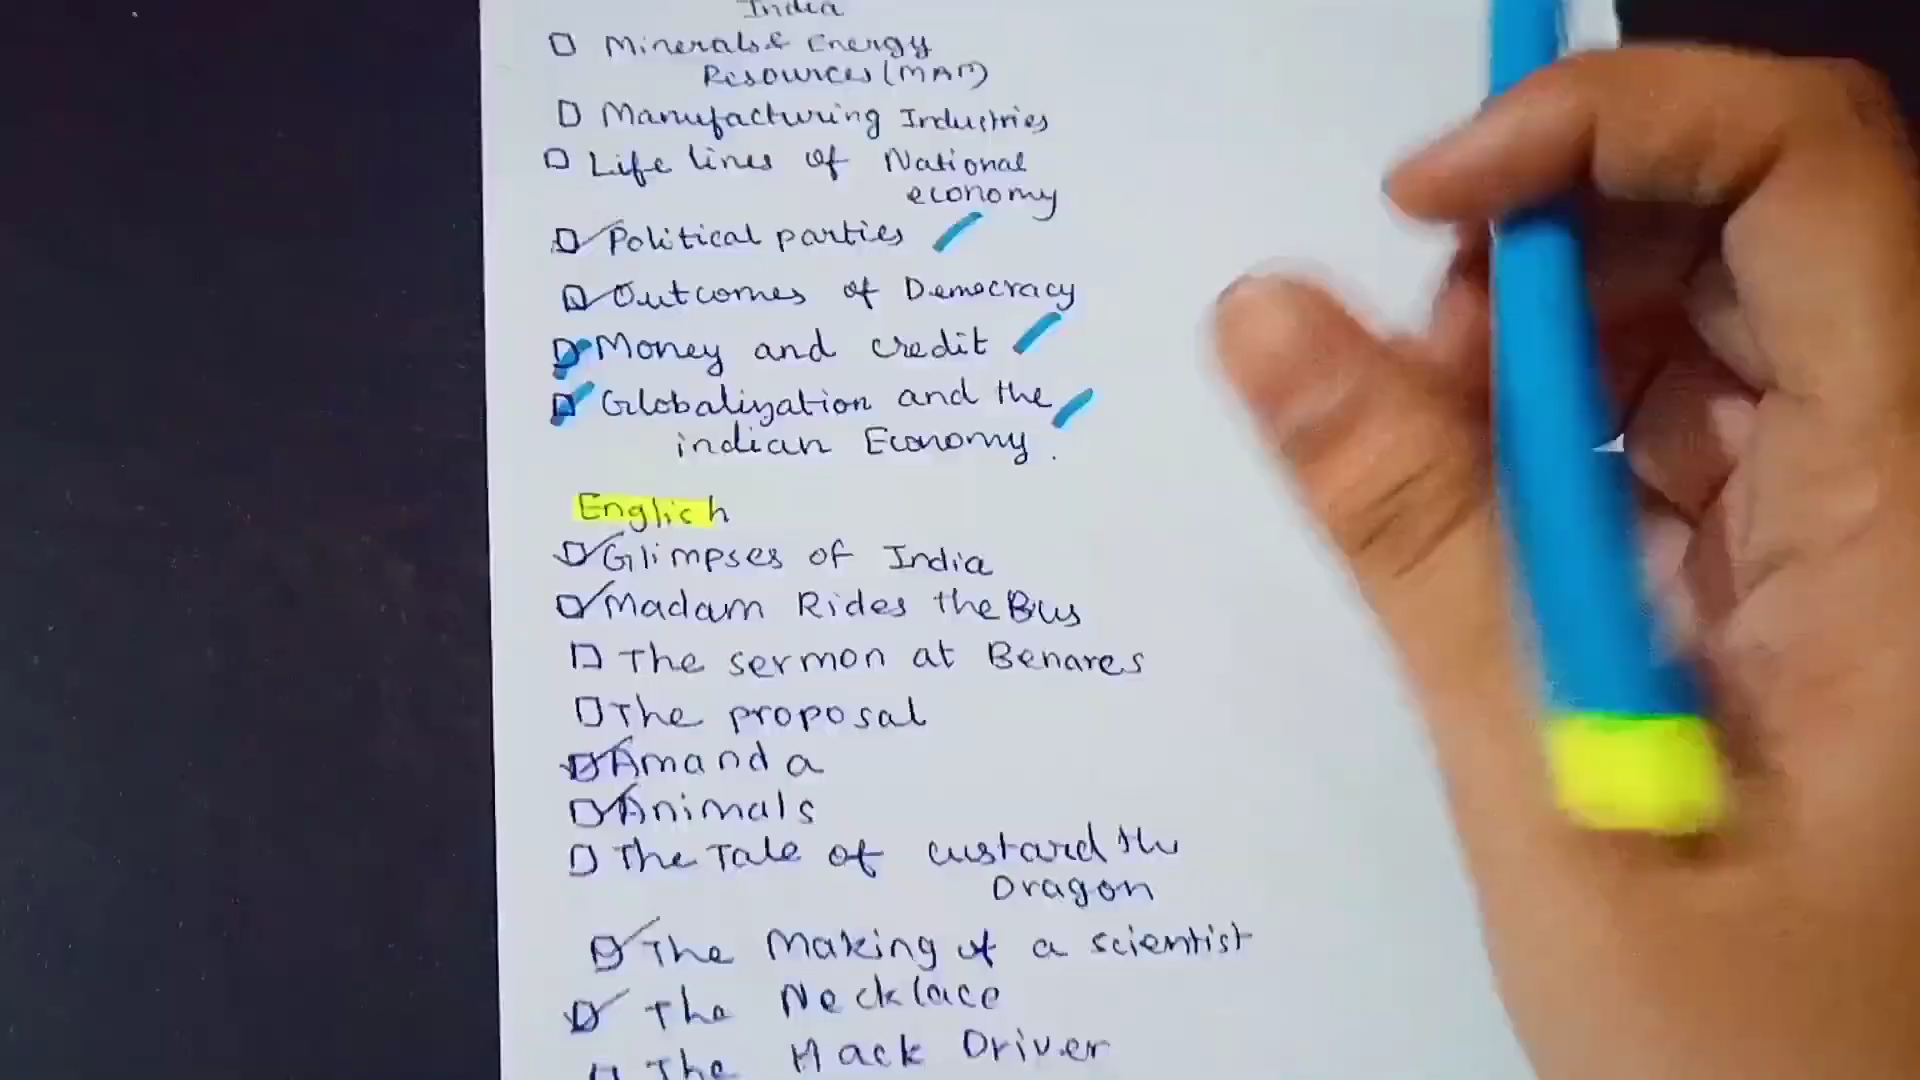 India
Minerals & Energy
Resources (MAP)
Manufacturing Industries
Life lines of National
economy
Political parties
Outcomes of Democracy
Money and credit
Globalization and the
indian Economy.
English
Glimpses of India
Madam Rides the Bus
The sermon at Benares
The proposal
Amanda
Animals
The Tale of custard the
Dragon
The Making of a scientist
The Necklace
The Hack Driver